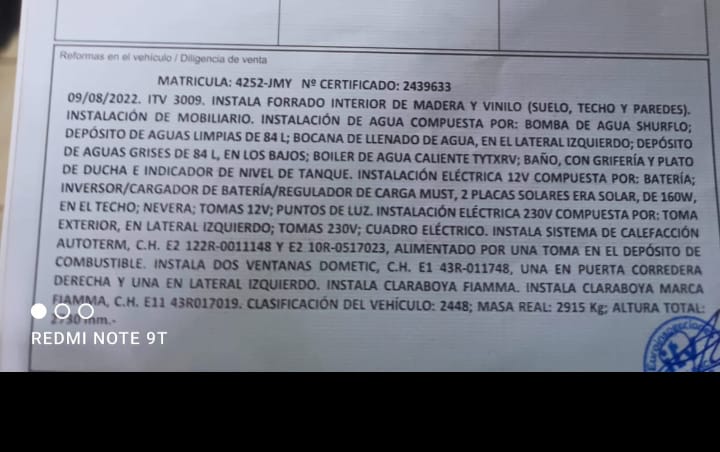 Reformas en el vehículo / Diligencia de venta
MATRICULA: 4252-JMY Nº CERTIFICADO: 2439633
09/08/2022. ITV 3009. INSTALA FORRADO INTERIOR DE MADERA Y VINILO (SUELO, TECHO Y PAREDES).
INSTALACIÓN DE MOBILIARIO. INSTALACIÓN DE AGUA COMPUESTA POR: BOMBA DE AGUA SHURFLO;
DEPÓSITO DE AGUAS LIMPIAS DE 84 L; BOCANA DE LLENADO DE AGUA, EN EL LATERAL IZQUIERDO; DEPÓSITO
DE AGUAS GRISES DE 84 L, EN LOS BAJOS; BOILER DE AGUA CALIENTE TYTXRV; BAÑO, CON GRIFERÍA Y PLATO
DE DUCHA E INDICADOR DE NIVEL DE TANQUE. INSTALACIÓN ELÉCTRICA 12V COMPUESTA POR: BATERÍA;
INVERSOR/CARGADOR DE BATERÍA/REGULADOR DE CARGA MUST, 2 PLACAS SOLARES ERA SOLAR, DE 160W,
EN EL TECHO; NEVERA; TOMAS 12V; PUNTOS DE LUZ. INSTALACIÓN ELÉCTRICA 230V COMPUESTA POR: TOMA
EXTERIOR, EN LATERAL IZQUIERDO; TOMAS 230V; CUADRO ELÉCTRICO. INSTALA SISTEMA DE CALEFACCIÓN
AUTOTERM, C.H. E2 122R-0011148 Y E2 10R-0517023, ALIMENTADO POR UNA TOMA EN EL DEPÓSITO DE
COMBUSTIBLE. INSTALA DOS VENTANAS DOMETIC, C.H. E1 43R-011748, UNA EN PUERTA CORREDERA
DERECHA Y UNA EN LATERAL IZQUIERDO. INSTALA CLARABOYA FIAMMA. INSTALA CLARABOYA MARCA
FIAMMA, C.H. E11 43R017019. CLASIFICACIÓN DEL VEHÍCULO: 2448; MASA REAL: 2915 Kg; ALTURA TOTAL:
2730 mm.-
REDMI NOTE 9T